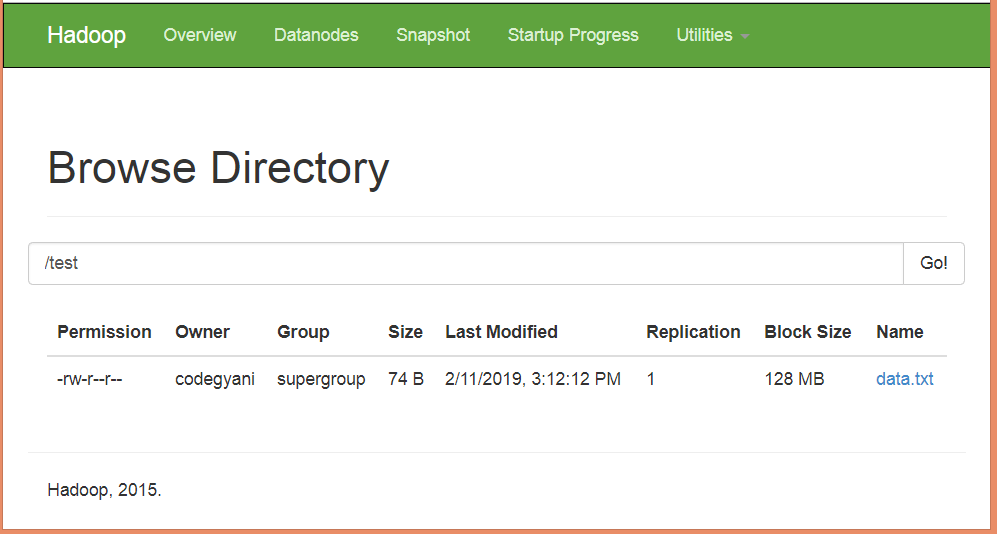 Hadoop Overview Datanodes Snapshot Startup Progress Utilities
Browse Directory
/test Go!
Permission Owner Group Size Last Modified Replication Block Size Name
-rw-r--r-- codegyani supergroup 74 B 2/11/2019, 3:12:12 PM 1 128 MB data.txt
Hadoop, 2015.